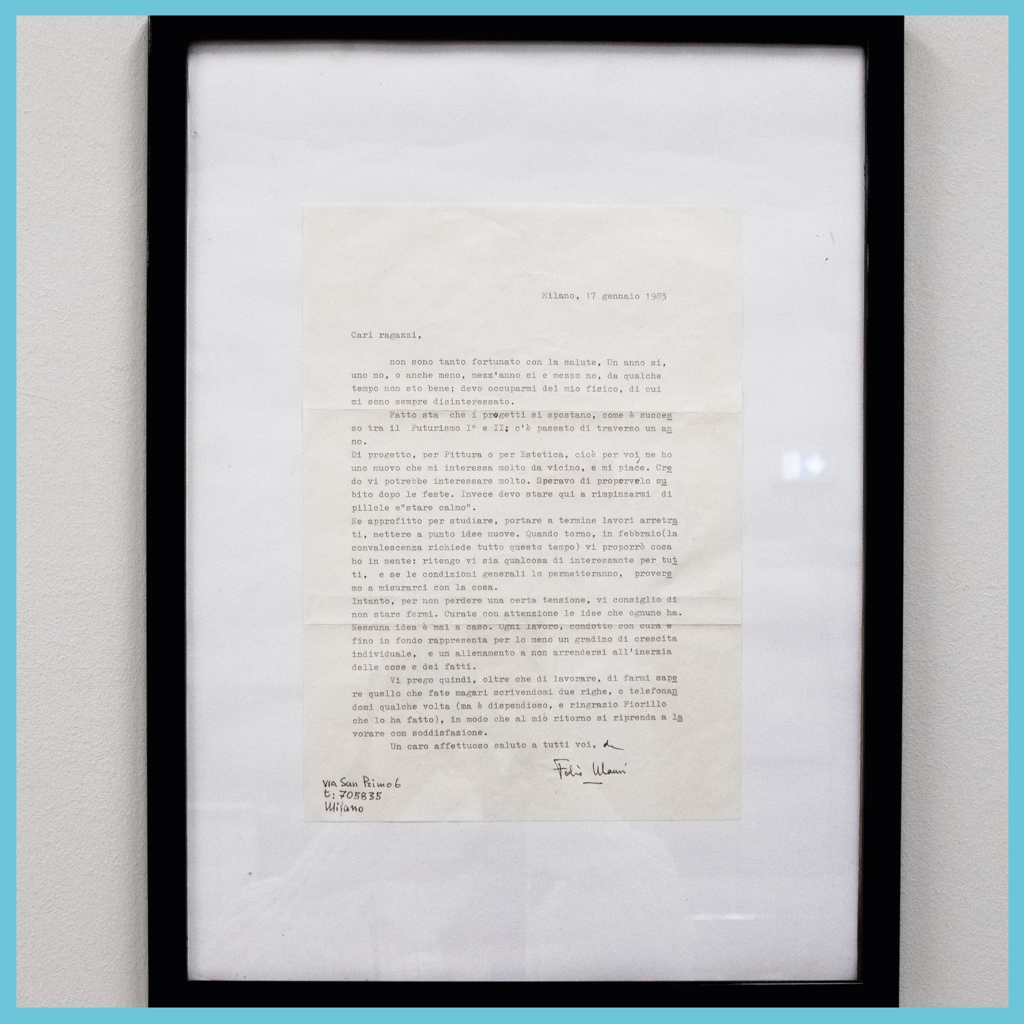 Milano, 17 gennaio 1983
Cari ragazzi,
non sono tanto fortunato con la salute, Un anno si,
uno no, o anche meno, mezz'anno si e mezzo no, da qualche
tempo non sto bene; devo occuparmi del mio fisico, di cui
mi sono sempre disinteressato.
Fatto sta che i progetti si spostano, come è succes
so tra il Futurismo I° e II; c'è passato di traverso un an
no.
Di progetto, per Pittura o per Estetica, cioè per voi, ne ho
uno nuovo che mi interessa molto da vicino, e mi piace. Cre
do vi potrebbe interessare molto. Speravo di proporvelo su
bito dopo le feste. Invece devo stare qui a rimpinzarmi di
pillole e"stare calmo".
Ne approfitto per studiare, portare a termine lavori arretra
ti, mettere a punto idee nuove. Quando torno, in febbraio(la
convalescenza richiede tutto questo tempo) vi proporrò cosa
ho in mente: ritengo vi sia qualcosa di interessante per tut
ti, e se le condizioni generali lo permetteranno, provere
mo a misurarci con la cosa.
Intanto, per non perdere una certa tensione, vi consiglio di
non stare fermi. Curate con attenzione le idee che ognuno ha.
Nessuna idea è mai a caso. Ogni lavoro, condotto con cura e
fino in fondo rappresenta per lo meno un gradino di crescita
individuale, e un allenamento a non arrendersi all'inerzia
delle cose e dei fatti.
Vi prego quindi, oltre che di lavorare, di farmi sape
re quello che fate magari scrivendomi due righe, o telefonan
domi qualche volta (ma è dispendioso, e ringrazio Fiorillo
che lo ha fatto), in modo che al mio ritorno si riprenda a la
vorare con soddisfazione.
Un caro affettuoso saluto a tutti voi, da
via San Primo 6
t: 705835
Milano